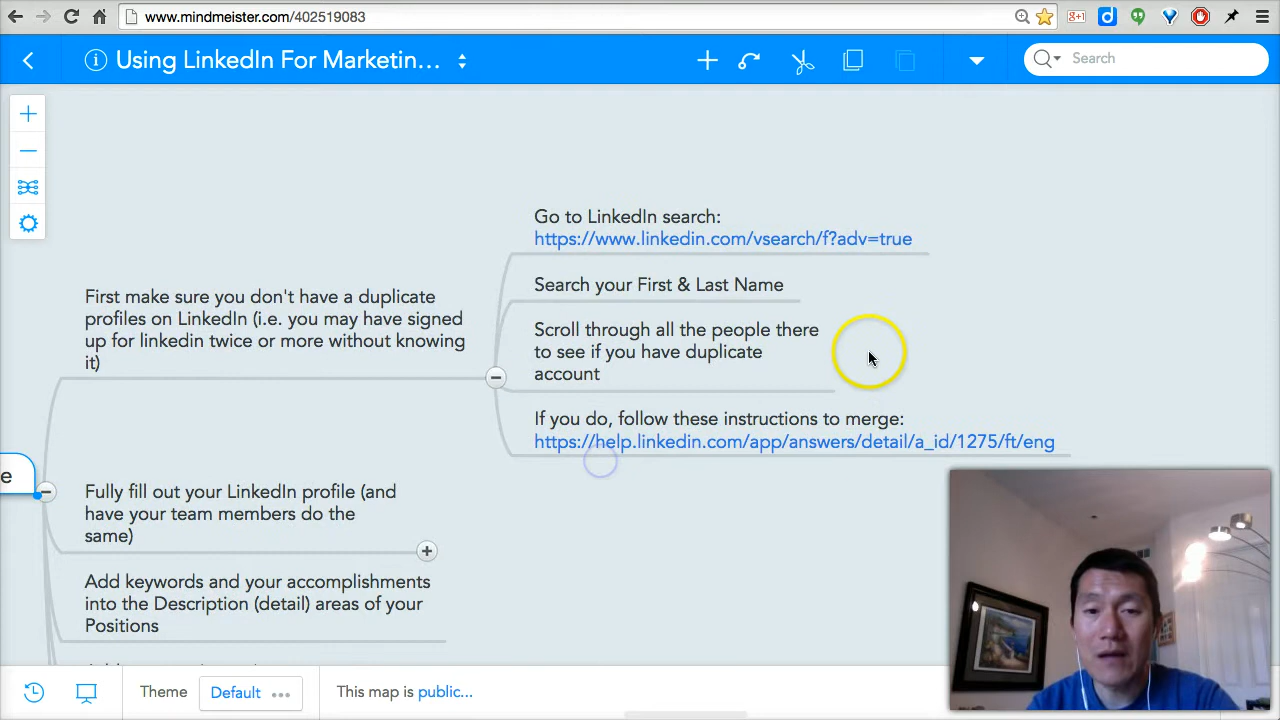 www.mindmeister.com/402519083
Using LinkedIn For Marketin...
Search
Go to LinkedIn search:
https://www.linkedin.com/vsearch/f?adv=true
Search your First & Last Name
First make sure you don't have a duplicate
profiles on LinkedIn (i.e. you may have signed
up for linkedin twice or more without knowing
it)
Scroll through all the people there
to see if you have duplicate
account
If you do, follow these instructions to merge:
https://help.linkedin.com/app/answers/detail/a_id/1275/ft/eng
e
Fully fill out your LinkedIn profile (and
have your team members do the
same)
Add keywords and your accomplishments
into the Description (detail) areas of your
Positions
Theme
Default
This map is public...